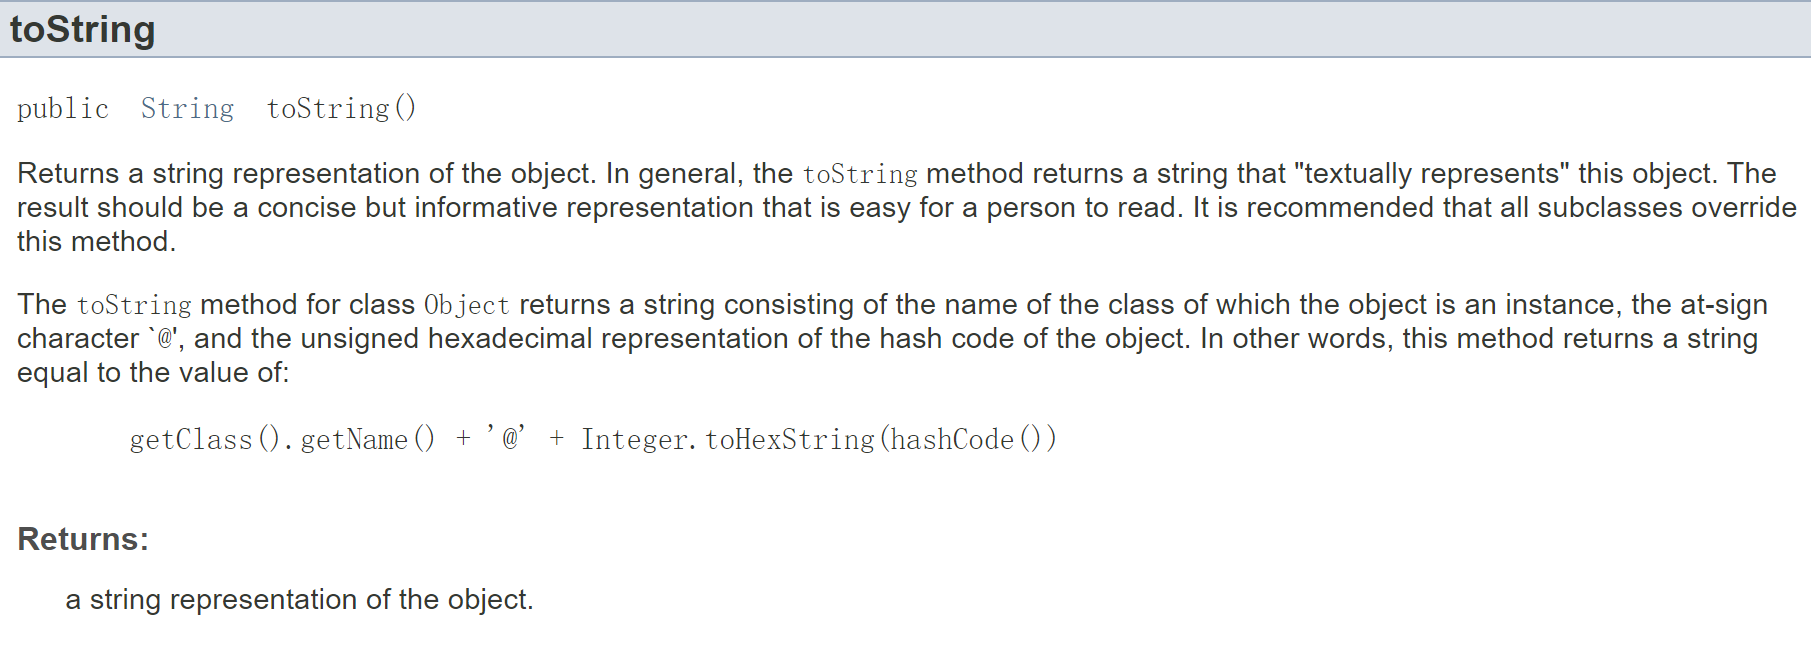 toString
public String toString()
Returns a string representation of the object. In general, the toString method returns a string that "textually represents" this object. The
result should be a concise but informative representation that is easy for a person to read. It is recommended that all subclasses override
this method.
The toString method for class Object returns a string consisting of the name of the class of which the object is an instance, the at-sign
character `@', and the unsigned hexadecimal representation of the hash code of the object. In other words, this method returns a string
equal to the value of:
getClass().getName() + '@' + Integer.toHexString(hashCode())
Returns:
a string representation of the object.